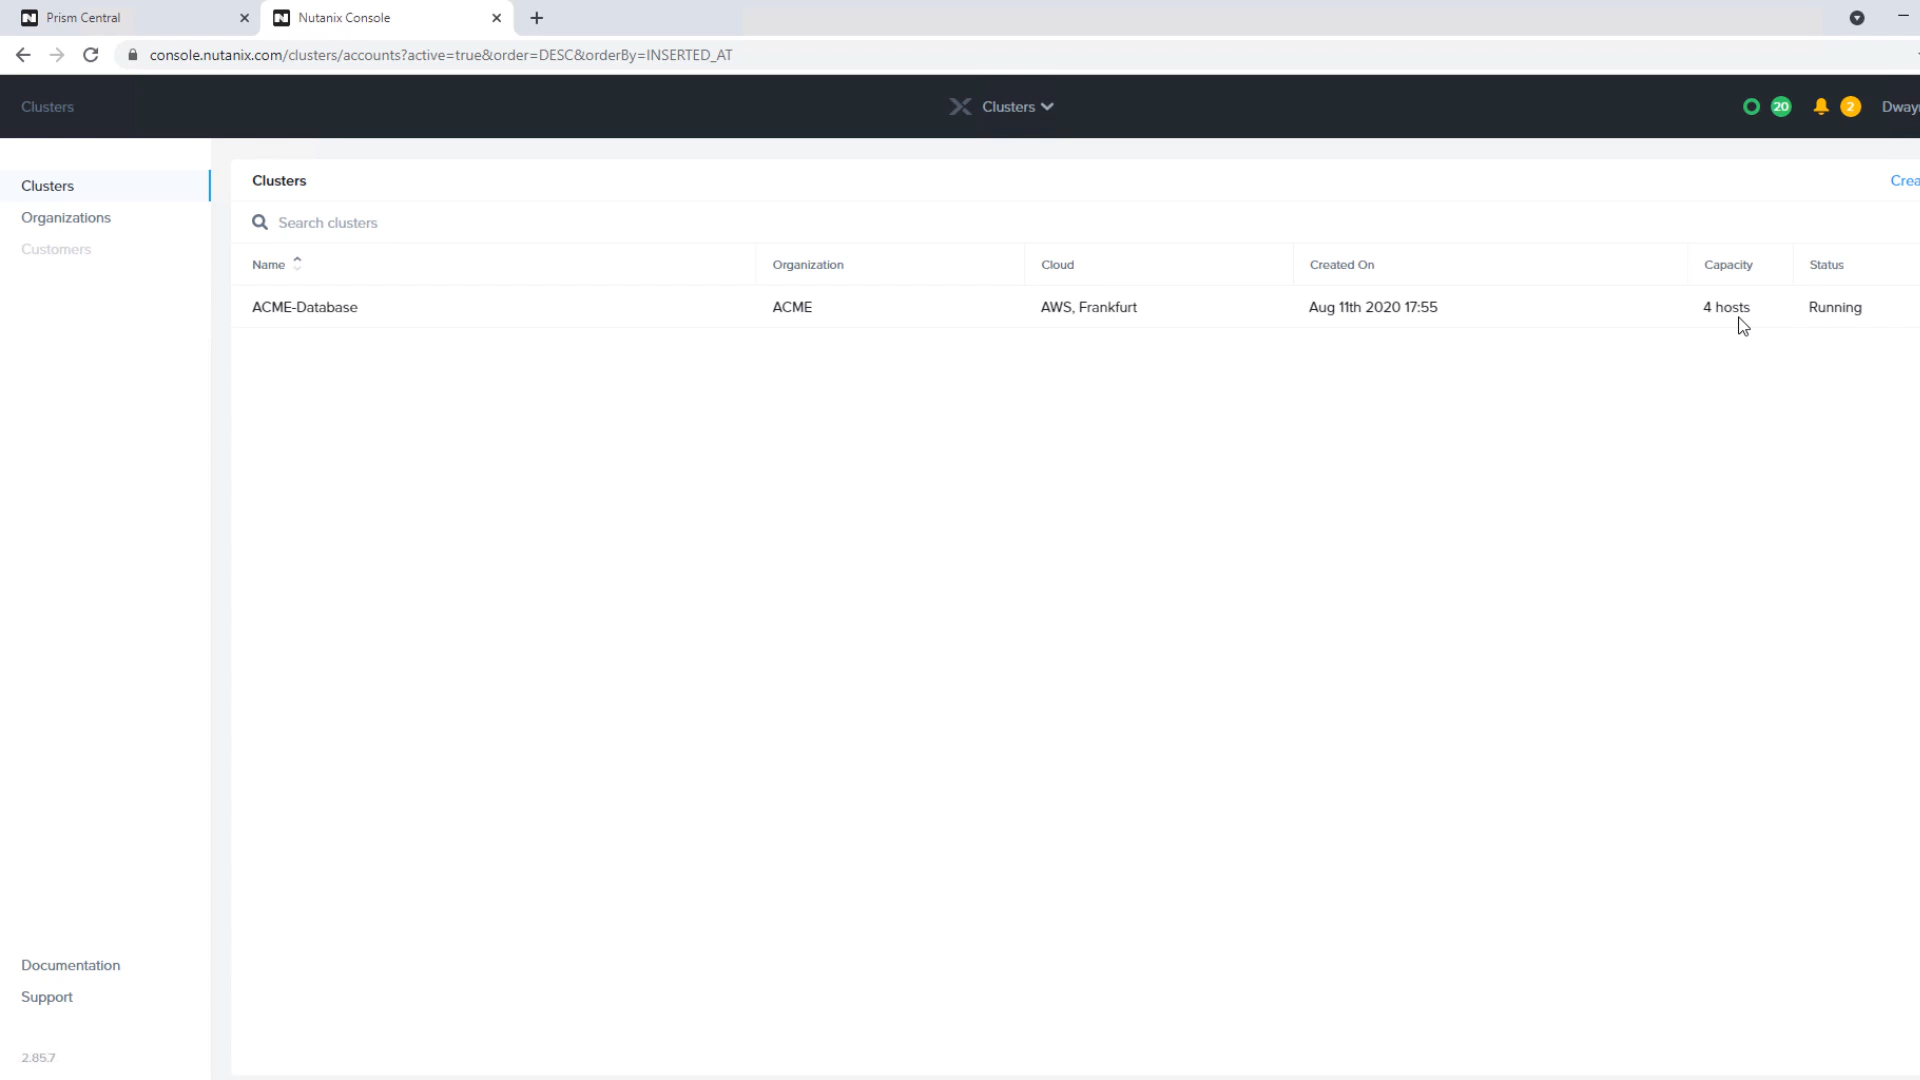 Prism Central
Nutanix Console
console.nutanix.com/clusters/accounts?active=true&order=DESC&orderBy=INSERTED_AT
Clusters
Clusters
20
2
Dway
Clusters
Organizations
Customers
Clusters
Crea
Search clusters
Name Organization Cloud Created On Capacity Status
ACME-Database ACME AWS, Frankfurt Aug 11th 2020 17:55 4 hosts Running
Documentation
Support
2.85.7